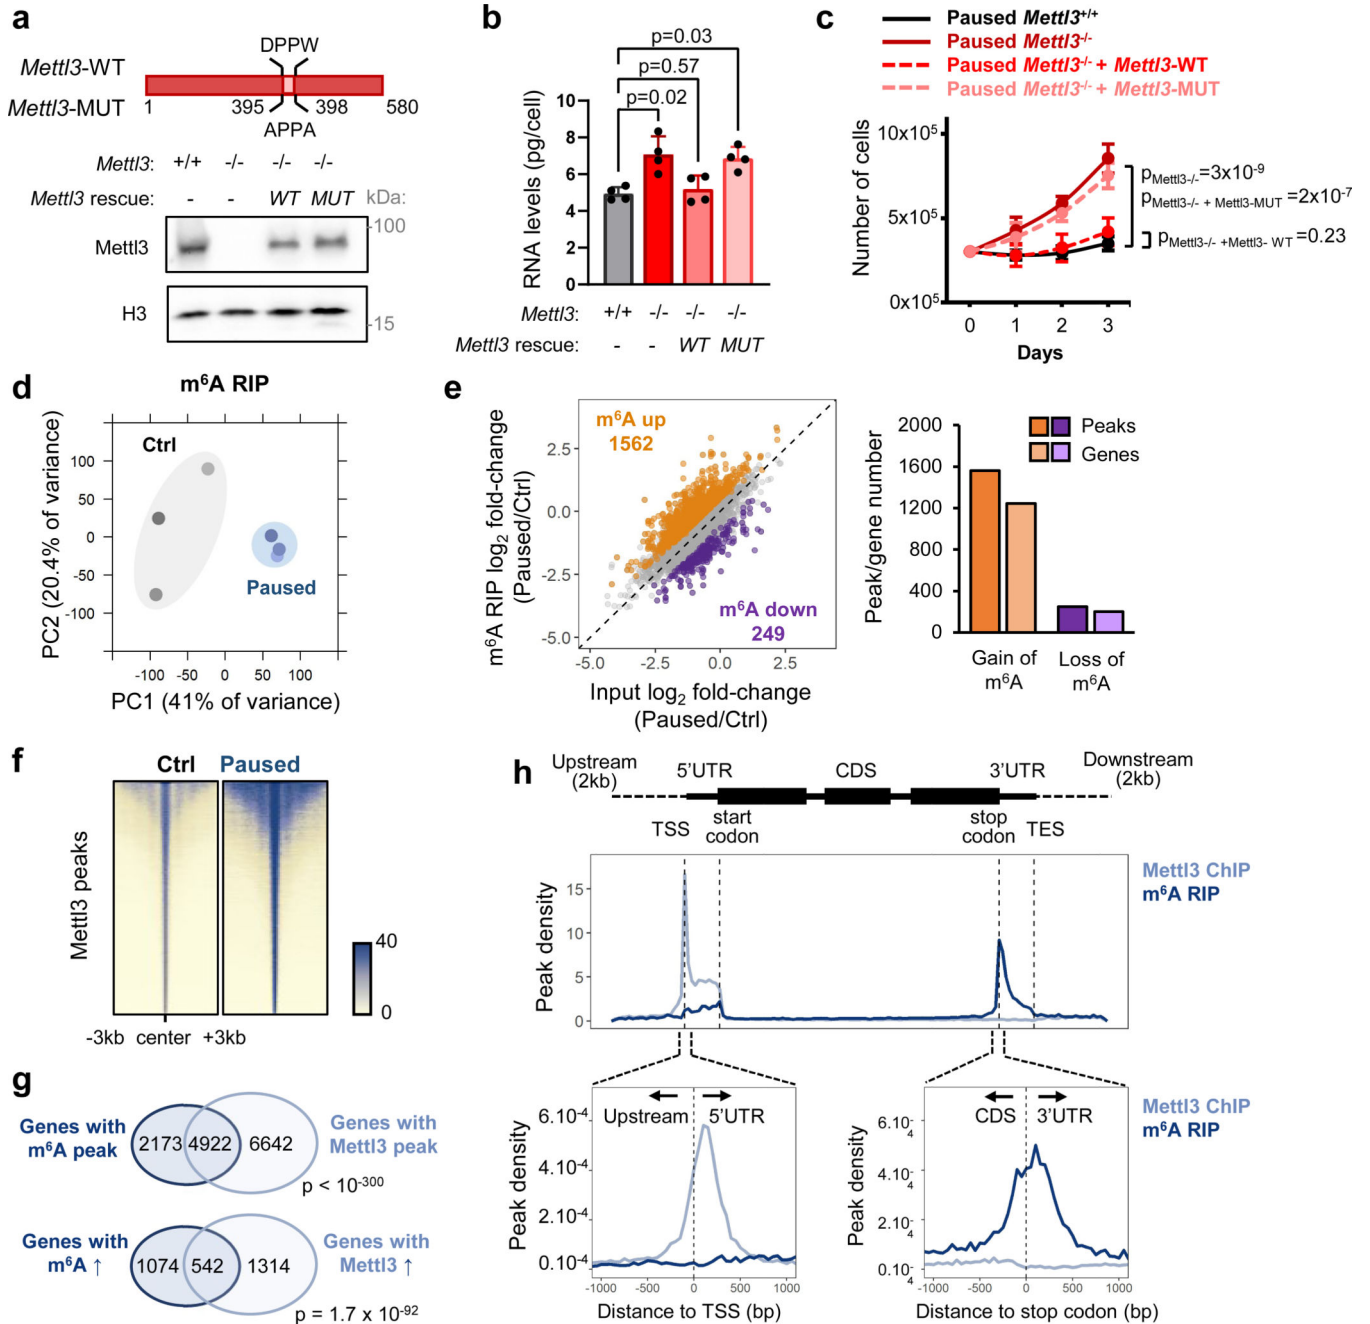 a
DPPW
Mettl3-WT
Mettl3-MUT
1 395 398 580
APPA
Mettl3: +/+ -/- -/- -/-
Mettl3 rescue: - - WT MUT kDa:
Mettl3
-100
H3
-15
b
p=0.03
p=0.57
p=0.02
RNA levels (pg/cell)
10
8
6
4
2
0
Mettl3: +/+ -/- -/- -/-
Mettl3 rescue: - - WT MUT
c
Paused Mettl3+/+
Paused Mettl3-/-
Paused Mettl3-/- + Mettl3-WT
Paused Mettl3-/- + Mettl3-MUT
Number of cells
10x10⁵
5x10⁵
0x10⁵
0 1 2 3
Days
pMettl3-/-=3x10⁻⁹
pMettl3-/- + Mettl3-MUT=2x10⁻⁷
pMettl3-/- +Mettl3- WT =0.23
d
m⁶A RIP
PC2 (20.4% of variance)
100
50
0
-50
-100
Ctrl
Paused
-100 -50 0 50 100
PC1 (41% of variance)
e
m⁶A RIP log₂ fold-change
(Paused/Ctrl)
2.5
0.0
-2.5
-5.0
m⁶A up
1562
m⁶A down
249
-5.0 -2.5 0.0 2.5
Input log₂ fold-change
(Paused/Ctrl)
Peak/gene number
2000
1600
1200
800
400
0
Peaks
Genes
Gain of
m⁶A
Loss of
m⁶A
f
Ctrl Paused
Mettl3 peaks
40
0
-3kb center +3kb
g
Genes with
m⁶A peak
2173 4922 6642
Genes with
Mettl3 peak
p < 10⁻³⁰⁰
Genes with
m⁶A ↑
1074 542 1314
Genes with
Mettl3 ↑
p = 1.7 x 10⁻⁹²
h
Upstream
(2kb)
5'UTR CDS 3'UTR
Downstream
(2kb)
TSS
start
codon
stop
codon
TES
Peak density
15
10
5
0
Mettl3 ChIP
m⁶A RIP
Peak density
6.10⁻⁴
4.10⁻⁴
2.10⁻⁴
0.10⁻⁴
Upstream 5'UTR
-1000 -500 0 500 1000
Distance to TSS (bp)
Peak density
6.10⁻
4
4.10⁻
4
2.10⁻
4
0.10⁻
4
CDS 3'UTR
-1000 -500 0 500 1000
Distance to stop codon (bp)
Mettl3 ChIP
m⁶A RIP